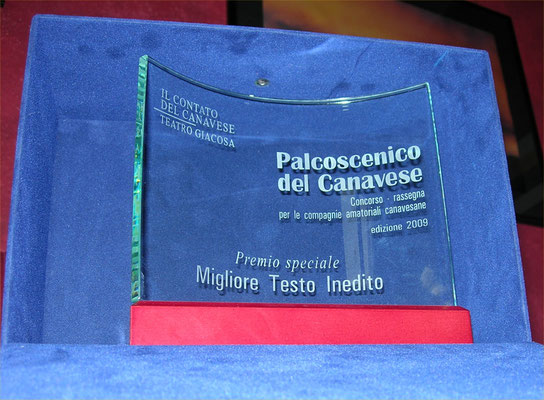 IL CONTATO
DEL CANAVESE
TEATRO GIACOSA
Palcoscenico
del Canavese
Concorso - rassegna
per le compagnie amatoriali canavesane
edizione 2009
Premio speciale
Migliore Testo Inedito